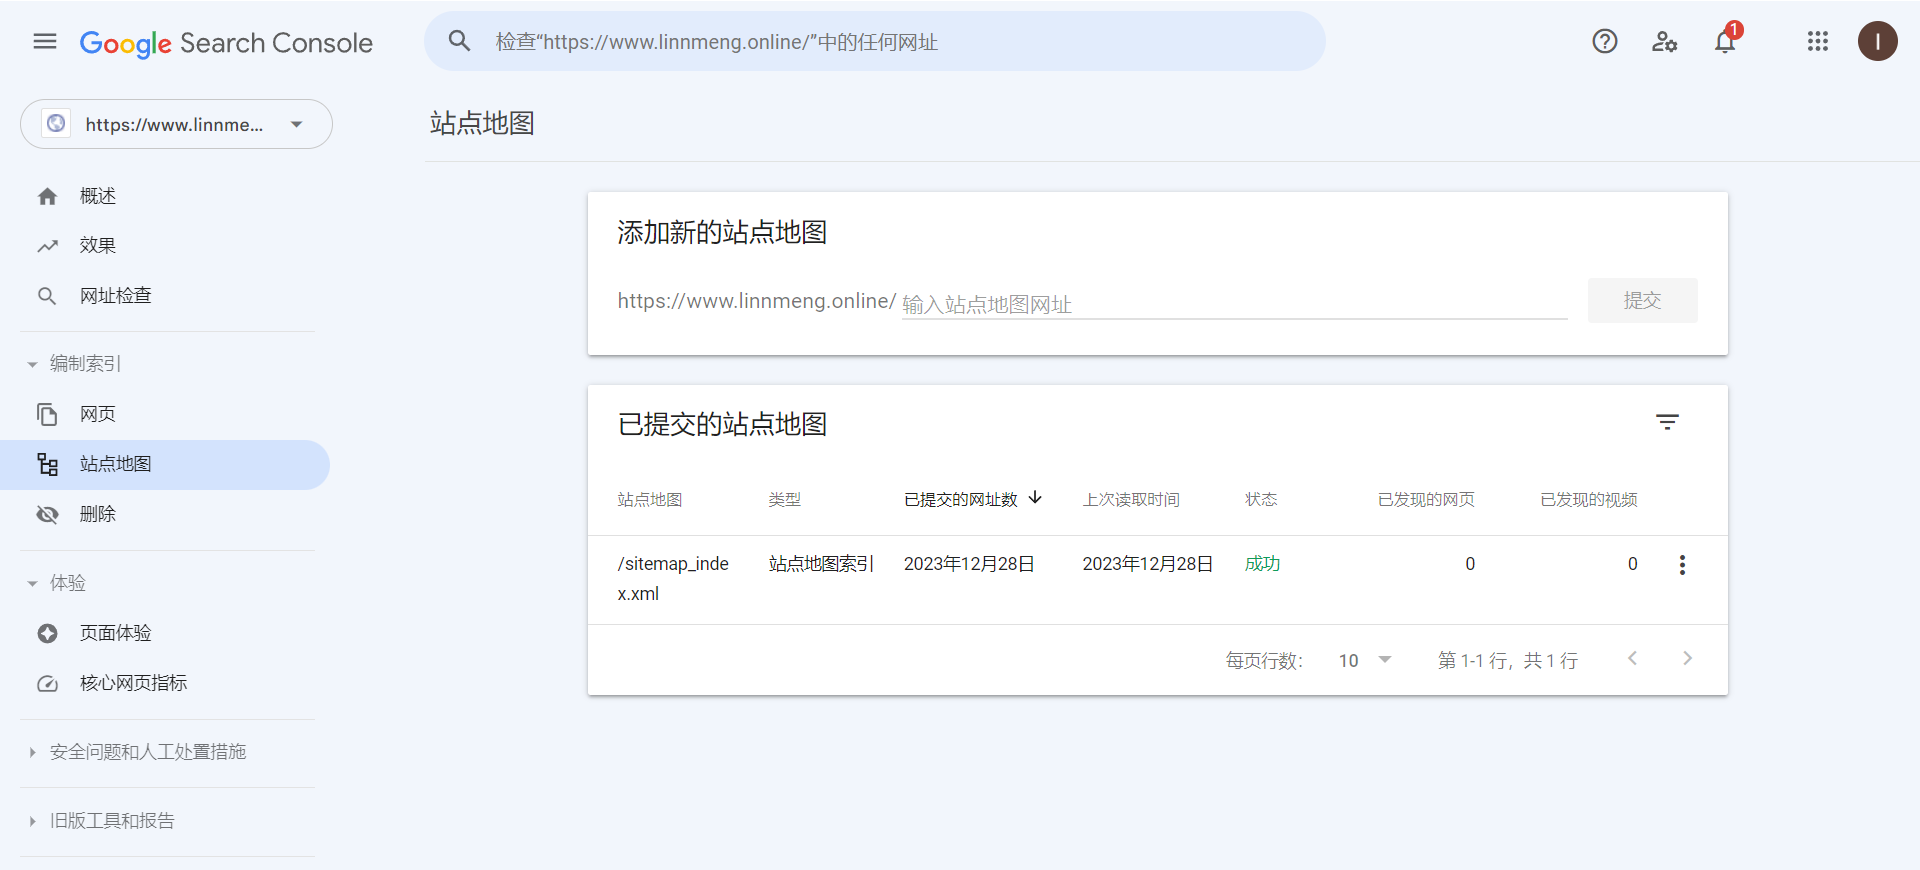 Google Search Console
检查“https://www.linnmeng.online/”中的任何网址
1
I
https://www.linnme...
概述
效果
网址检查
编制索引
网页
站点地图
删除
体验
页面体验
核心网页指标
安全问题和人工处置措施
旧版工具和报告
站点地图
添加新的站点地图
https://www.linnmeng.online/ 输入站点地图网址
提交
已提交的站点地图
站点地图 类型 已提交的网址数 上次读取时间 状态 已发现的网页 已发现的视频
/sitemap_inde 站点地图索引 2023年12月28日 2023年12月28日 成功 0 0
x.xml
每页行数： 10 第 1-1 行，共 1 行